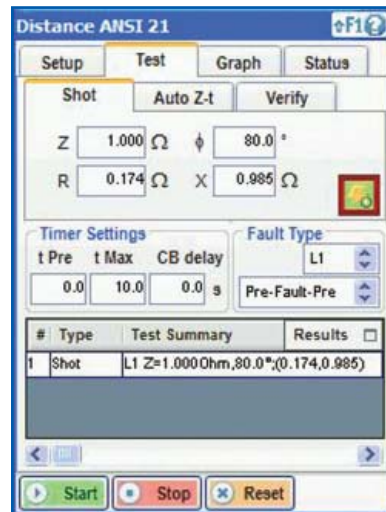 Distance ANSI 21 F1
Setup Test Graph Status
Shot Auto Z-t Verify
Z 1.000 Ω ϕ 80.0 °
R 0.174 Ω X 0.985 Ω
Timer Settings Fault Type
t Pre t Max CB delay L1
0.0 10.0 0.0 s Pre-Fault-Pre
# Type Test Summary Results
1 Shot L1 Z=1.000Ohm,80.0°;(0.174,0.985)
Start Stop Reset